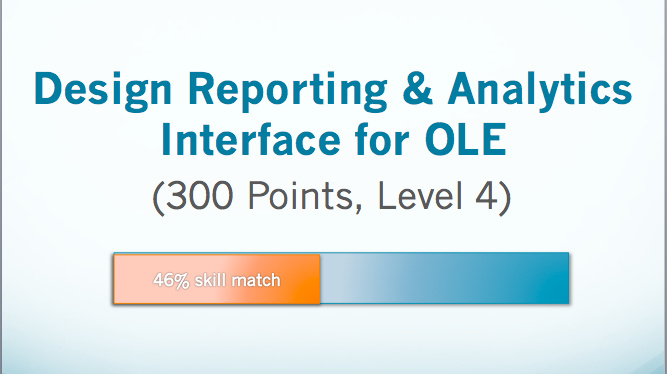 Design Reporting & Analytics
Interface for OLE
(300 Points, Level 4)
46% skill match